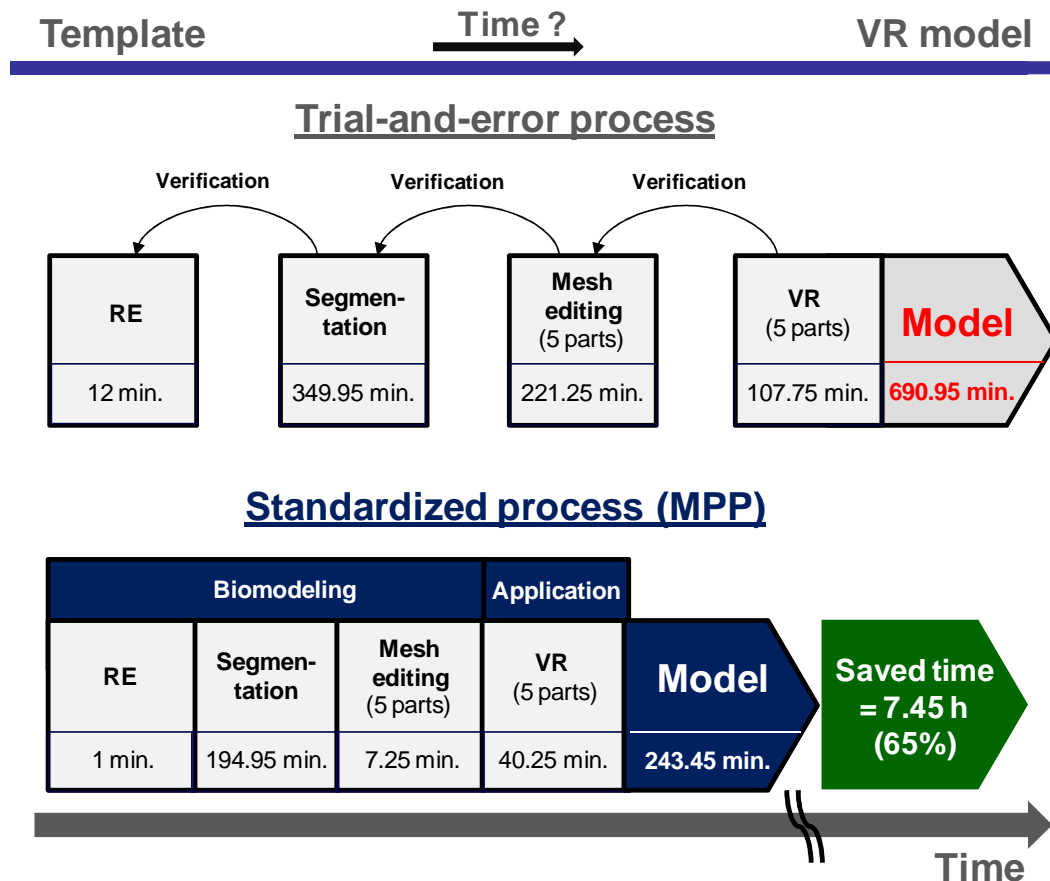 Template
Time ?
VR model
Trial-and-error process
Verification
Verification
Verification
RE
12 min.
Segmen-
tation
349.95 min.
Mesh
editing
(5 parts)
221.25 min.
VR
(5 parts)
107.75 min.
Model
690.95 min.
Standardized process (MPP)
Biomodeling
Application
RE
1 min.
Segmen-
tation
194.95 min.
Mesh
editing
(5 parts)
7.25 min.
VR
(5 parts)
40.25 min.
Model
243.45 min.
Saved time
= 7.45 h
(65%)
Time